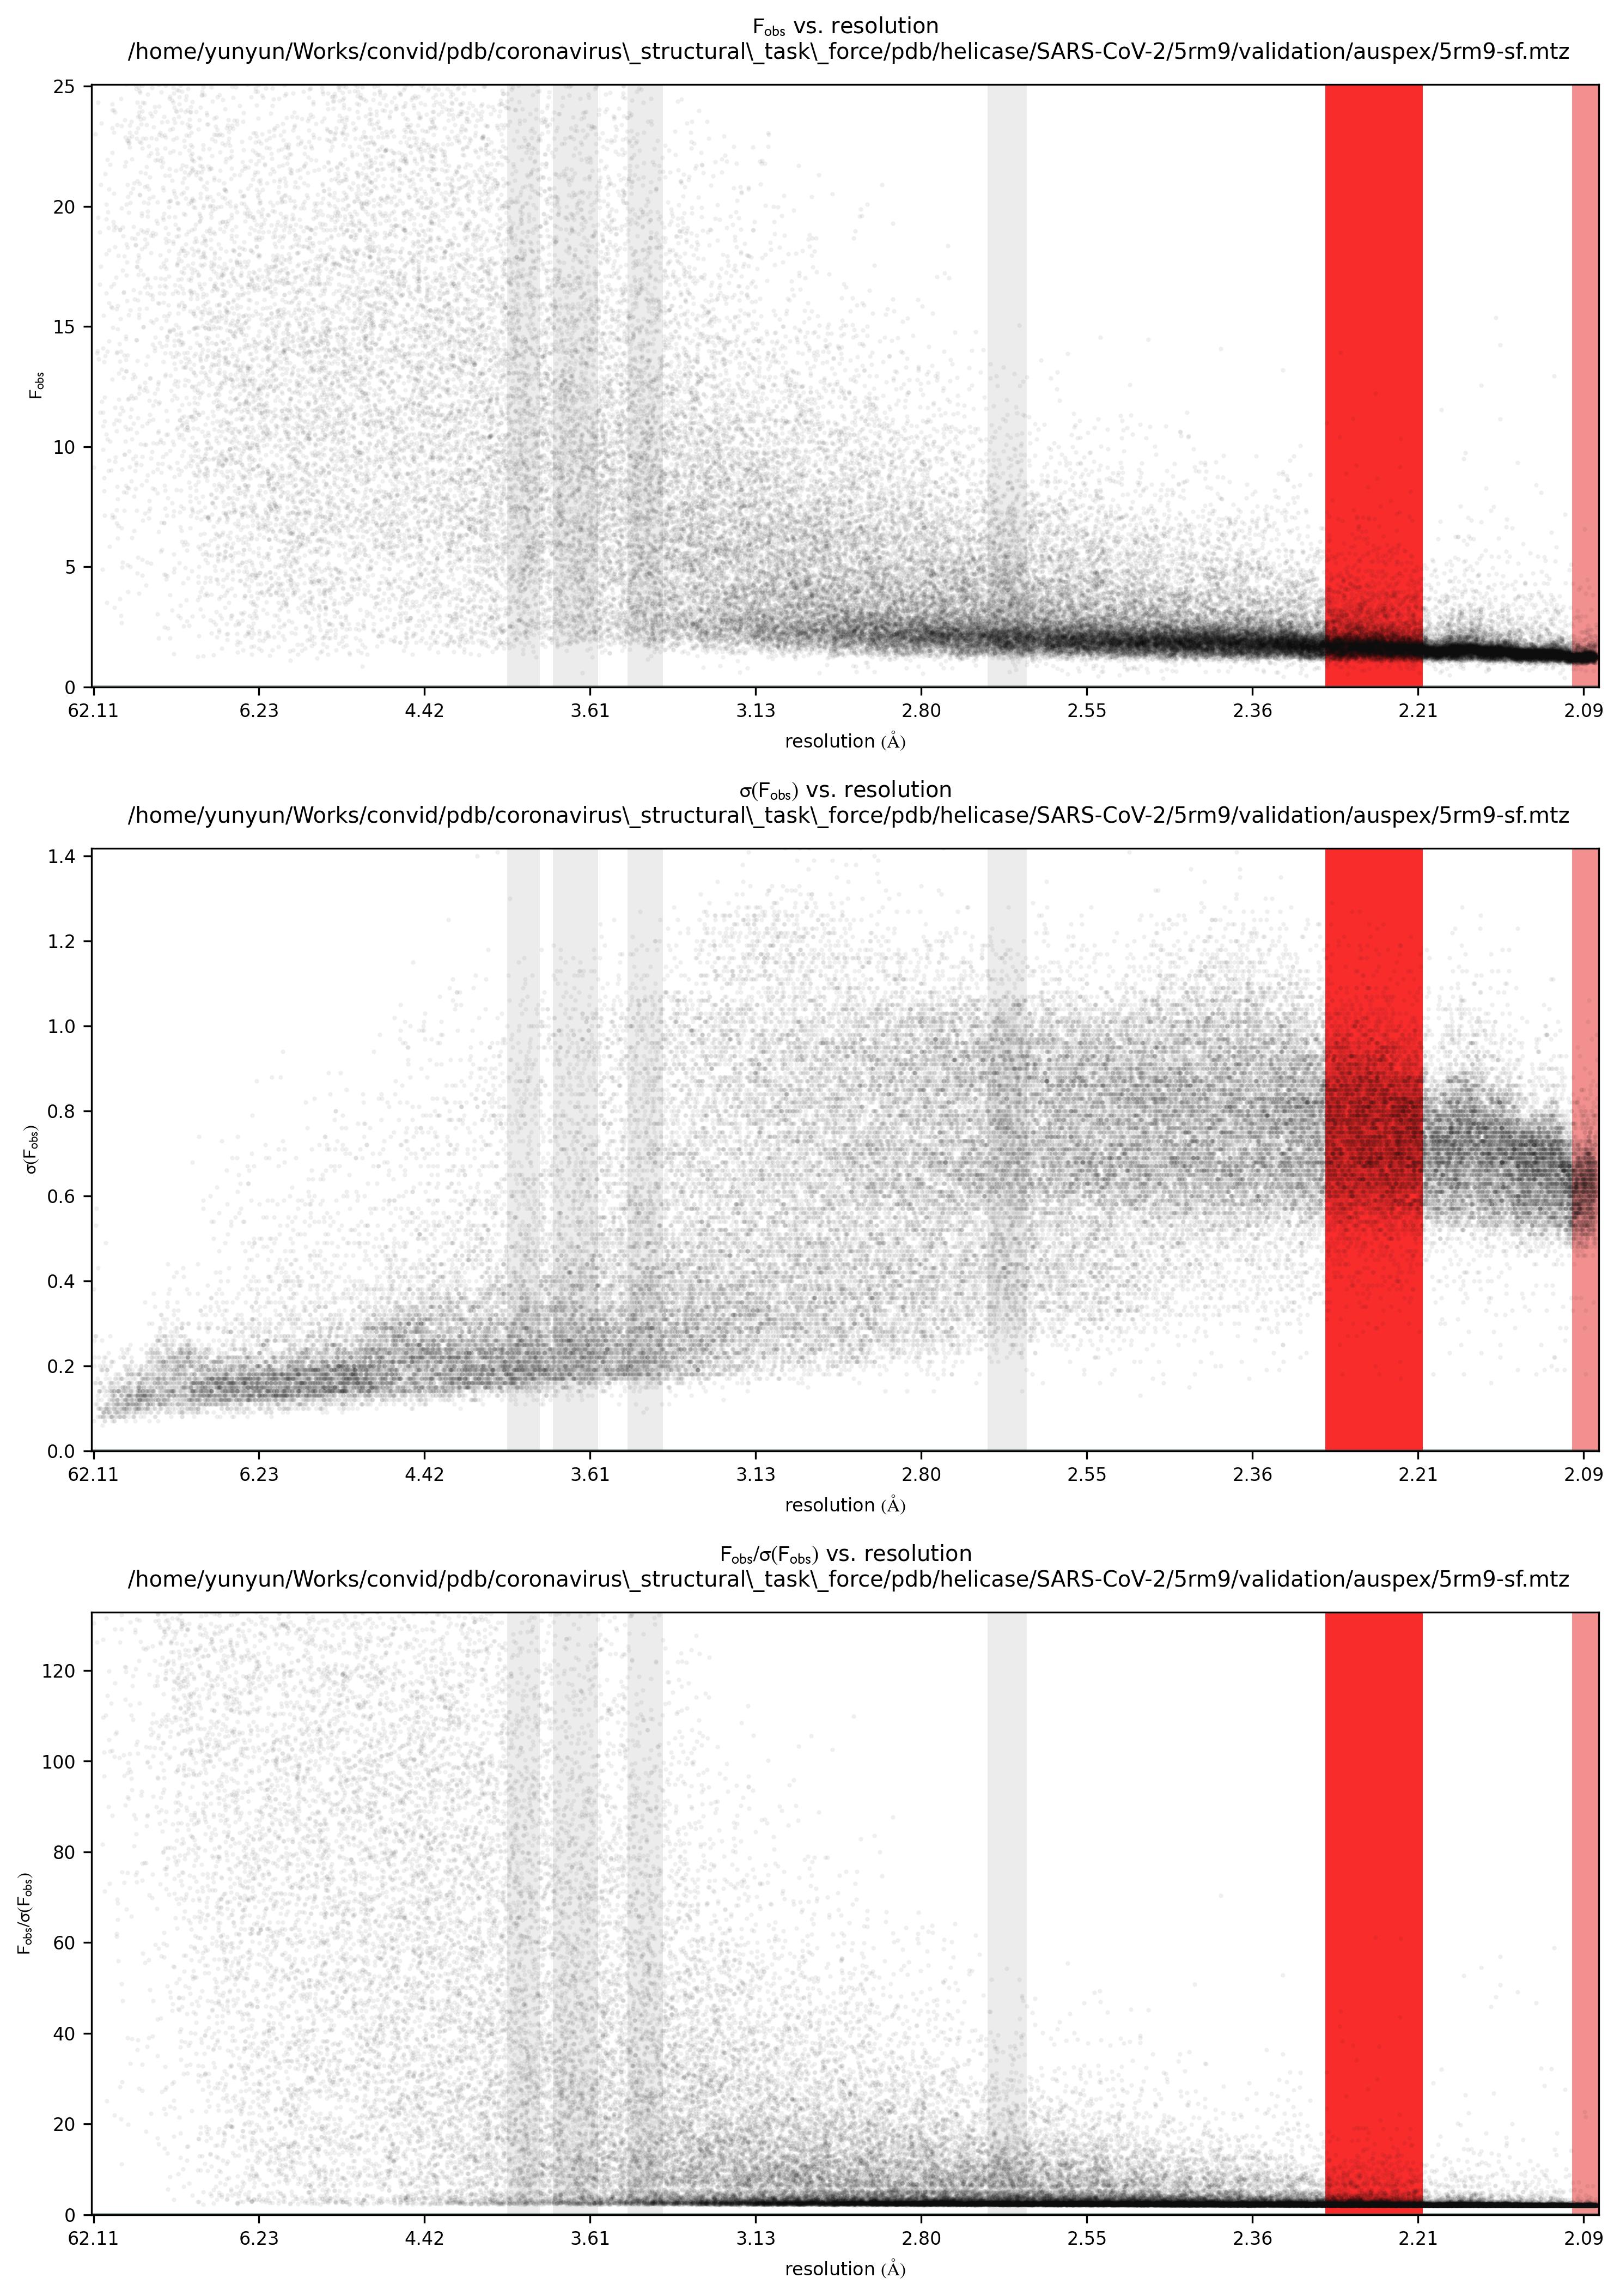 Fobs vs. resolution
/home/yunyun/Works/convid/pdb/coronavirus\_structural\_task\_force/pdb/helicase/SARS-CoV-2/5rm9/validation/auspex/5rm9-sf.mtz
25
20
15
10
5
0
Fobs
62.11 6.23 4.42 3.61 3.13 2.80 2.55 2.36 2.21 2.09
resolution (Å)
σ(Fobs) vs. resolution
/home/yunyun/Works/convid/pdb/coronavirus\_structural\_task\_force/pdb/helicase/SARS-CoV-2/5rm9/validation/auspex/5rm9-sf.mtz
1.4
1.2
1.0
0.8
0.6
0.4
0.2
0.0
σ(Fobs)
62.11 6.23 4.42 3.61 3.13 2.80 2.55 2.36 2.21 2.09
resolution (Å)
Fobs/σ(Fobs) vs. resolution
/home/yunyun/Works/convid/pdb/coronavirus\_structural\_task\_force/pdb/helicase/SARS-CoV-2/5rm9/validation/auspex/5rm9-sf.mtz
120
100
80
60
40
20
0
Fobs/σ(Fobs)
62.11 6.23 4.42 3.61 3.13 2.80 2.55 2.36 2.21 2.09
resolution (Å)